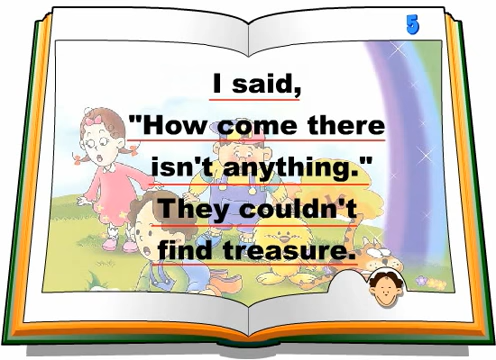 5
I said,
"How come there
isn't anything."
They couldn't
find treasure.